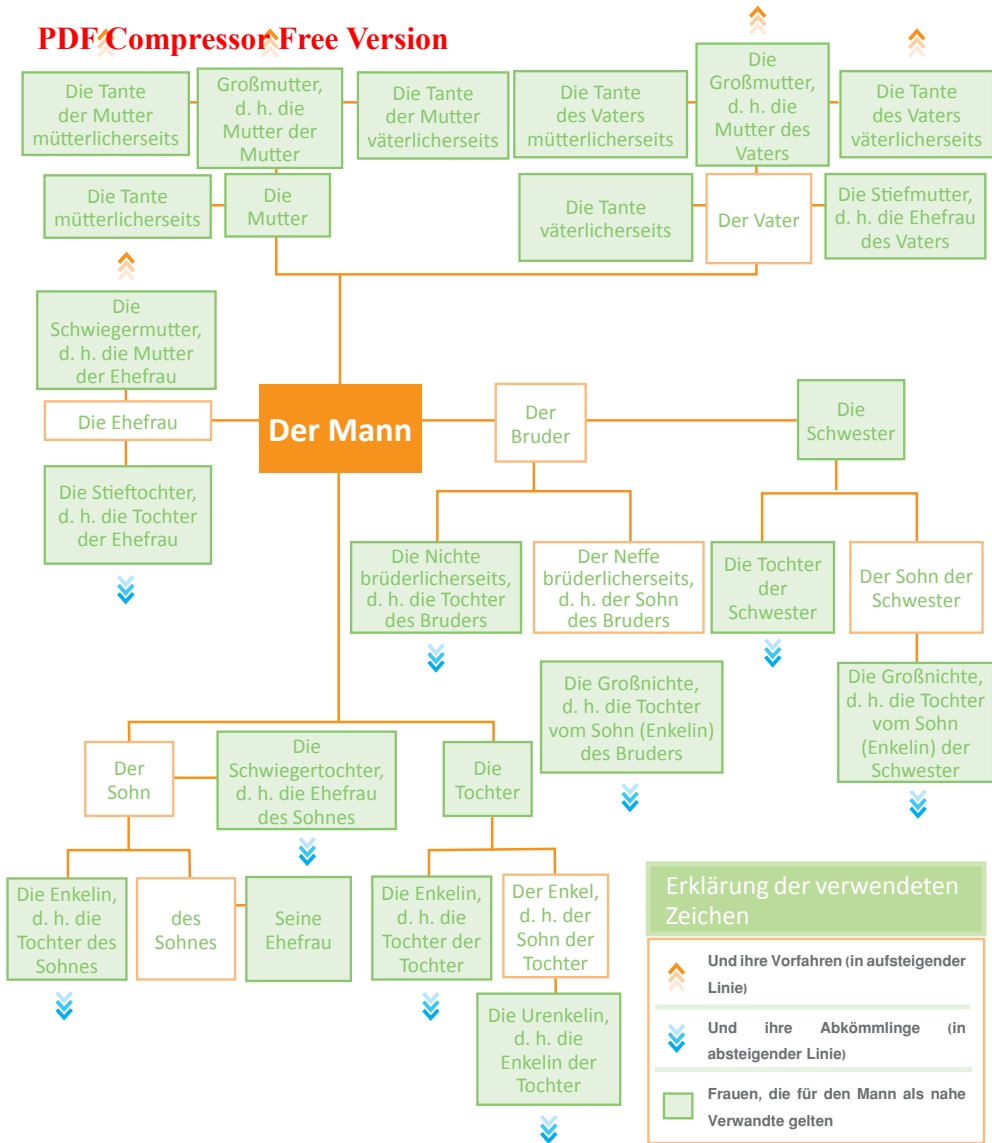 PDF Compressor Free Version
Die Tante
der Mutter
mütterlicherseits
Großmutter,
d. h. die
Mutter der
Mutter
Die Tante
der Mutter
väterlicherseits
Die Tante
des Vaters
mütterlicherseits
Die
Großmutter,
d. h. die
Mutter des
Vaters
Die Tante
des Vaters
väterlicherseits
Die Tante
mütterlicherseits
Die
Mutter
Die Tante
väterlicherseits
Der Vater
Die Stiefmutter,
d. h. die Ehefrau
des Vaters
Die
Schwiegermutter,
d. h. die Mutter
der Ehefrau
Die Ehefrau
Der Mann
Der
Bruder
Die
Schwester
Die Stieftochter,
d. h. die Tochter
der Ehefrau
Die Nichte
brüderlicherseits,
d. h. die Tochter
des Bruders
Der Neffe
brüderlicherseits,
d. h. der Sohn
des Bruders
Die Tochter
der
Schwester
Der Sohn der
Schwester
Die Großnichte,
d. h. die Tochter
vom Sohn (Enkelin)
des Bruders
Die Großnichte,
d. h. die Tochter
vom Sohn
(Enkelin) der
Schwester
Der
Sohn
Die
Schwiegertochter,
d. h. die Ehefrau
des Sohnes
Die
Tochter
Die Enkelin,
d. h. die
Tochter des
Sohnes
des
Sohnes
Seine
Ehefrau
Die Enkelin,
d. h. die
Tochter der
Tochter
Der Enkel,
d. h. der
Sohn der
Tochter
Die Urenkelin,
d. h. die
Enkelin der
Tochter
Erklärung der verwendeten
Zeichen
Und ihre Vorfahren (in aufsteigender
Linie)
Und ihre Abkömmlinge (in
absteigender Linie)
Frauen, die für den Mann als nahe
Verwandte gelten